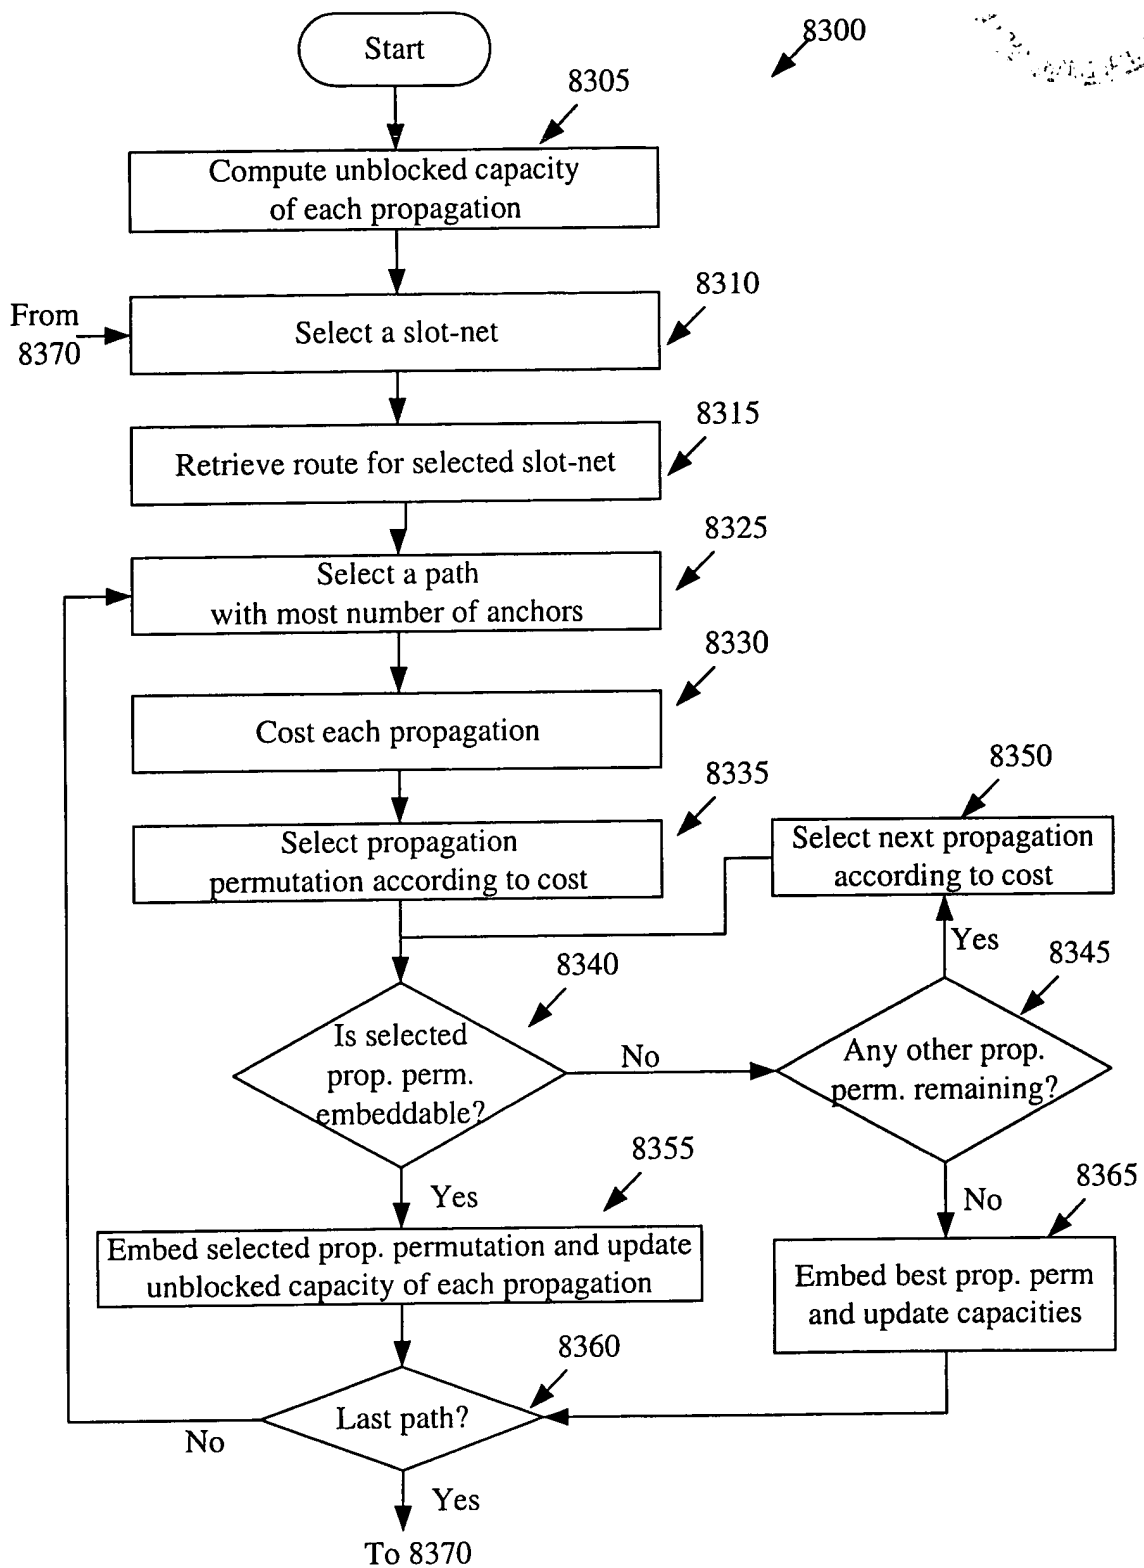 Start
8300
8305
Compute unblocked capacity
of each propagation
8310
From
8370
Select a slot-net
8315
Retrieve route for selected slot-net
8325
Select a path
with most number of anchors
8330
Cost each propagation
8335
Select propagation
permutation according to cost
8350
Select next propagation
according to cost
Yes
8340
8345
Is selected
prop. perm.
embeddable?
No
Any other prop.
perm. remaining?
Yes
8355
No
8365
Embed selected prop. permutation and update
unblocked capacity of each propagation
Embed best prop. perm
and update capacities
8360
Last path?
No
Yes
To 8370